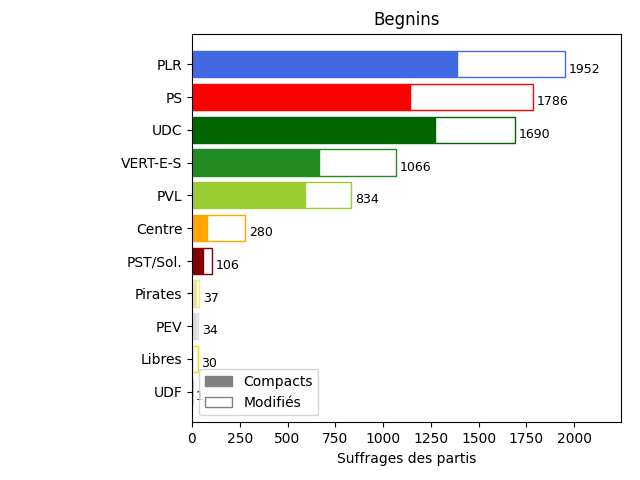 Begnins
PLR 1952
PS 1786
UDC 1690
VERT-E-S 1066
PVL 834
Centre 280
PST/Sol. 106
Pirates 37
PEV 34
Libres 30
UDF
Compacts
Modifiés
0 250 500 750 1000 1250 1500 1750 2000
Suffrages des partis